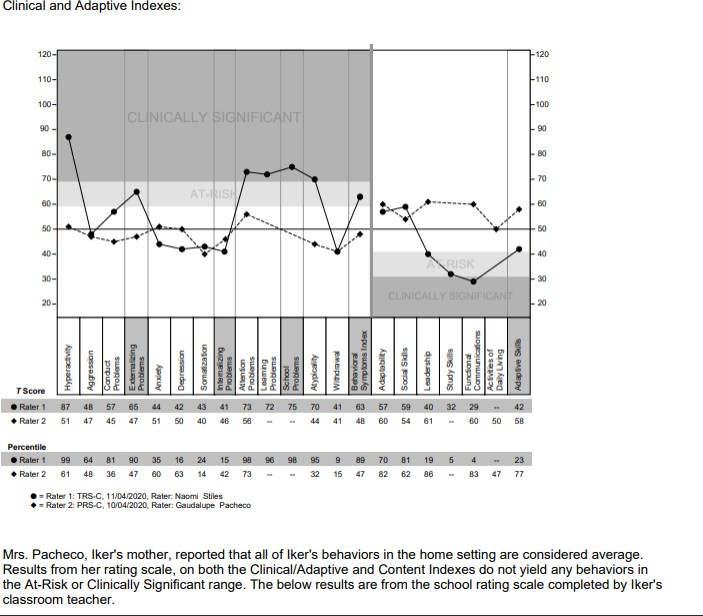 Clinical and Adaptive Indexes:
120 120
110 110
100 100
CLINICALLY SIGNIFICANT
90 90
80 80
70 70
AT-RISK
60 60
50 50
40 40
AT-RISK
30 30
CLINICALLY SIGNIFICANT
20 20
Hyperactivity
Aggression
Conduct
Problems
Externalizing
Problems
Anxiety
Depression
Somatization
Internalizing
Problems
Attention
Problems
Learning
Problems
School
Problems
Atypicality
Withdrawal
Behavioral
Symptoms Index
Adaptability
Social Skills
Leadership
Study Skills
Functional
Communications
Activities of
Daily Living
Adaptive Skills
T Score
● Rater 1 87 48 57 65 44 42 43 41 73 72 75 70 41 63 57 59 40 32 29 -- 42
◆ Rater 2 51 47 45 47 51 50 40 46 56 -- -- 44 41 48 60 54 61 -- 60 50 58
Percentile
● Rater 1 99 64 81 90 35 16 24 15 98 96 98 95 9 89 70 81 19 5 4 -- 23
◆ Rater 2 61 48 36 47 60 63 14 42 73 -- -- 32 15 47 82 62 86 -- 83 47 77
● = Rater 1: TRS-C, 11/04/2020, Rater: Naomi Stiles
◆ = Rater 2: PRS-C, 10/04/2020, Rater: Gaudalupe Pacheco
Mrs. Pacheco, Iker's mother, reported that all of Iker's behaviors in the home setting are considered average.
Results from her rating scale, on both the Clinical/Adaptive and Content Indexes do not yield any behaviors in
the At-Risk or Clinically Significant range. The below results are from the school rating scale completed by Iker's
classroom teacher.